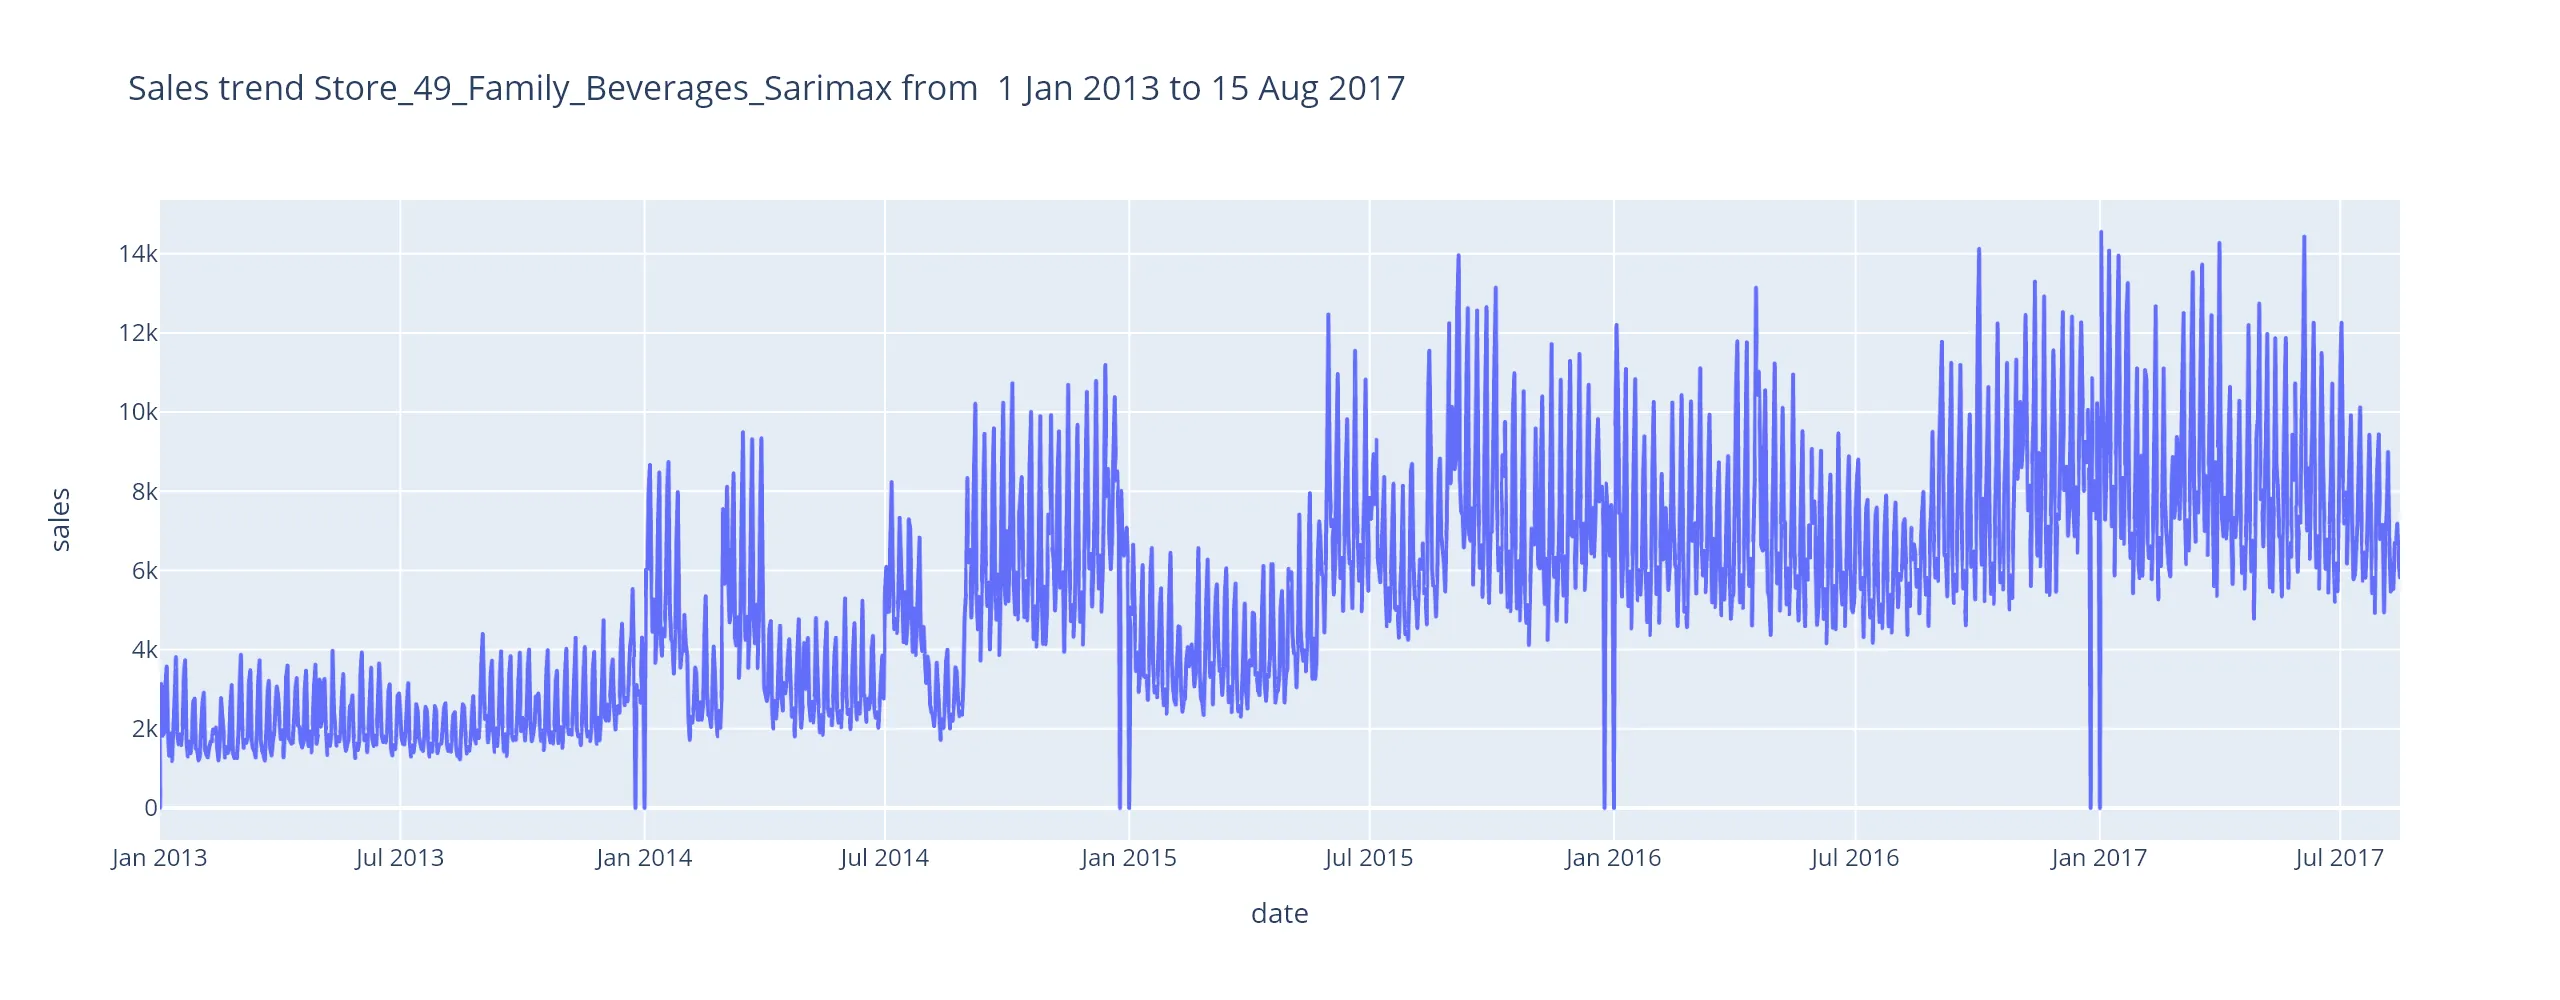 Sales trend Store_49_Family_Beverages_Sarimax from  1 Jan 2013 to 15 Aug 2017
14k
12k
10k
8k
6k
4k
2k
0
sales
Jan 2013 Jul 2013 Jan 2014 Jul 2014 Jan 2015 Jul 2015 Jan 2016 Jul 2016 Jan 2017 Jul 2017
date